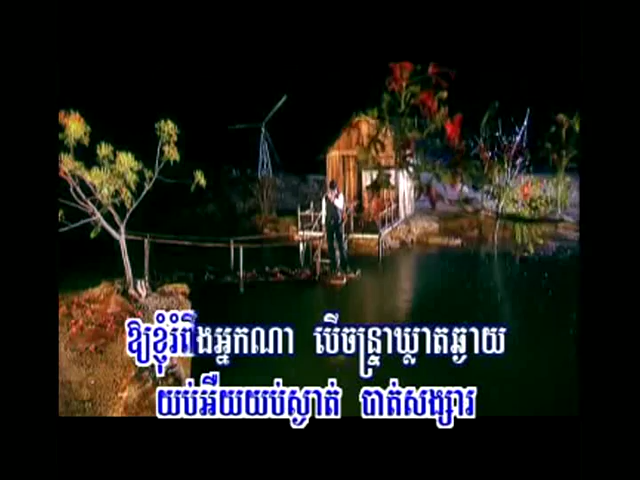 ឱ្យខ្ញុំរំពឹងអ្នកណា បើចន្ទ្រាឃ្លាតឆ្ងាយ
យប់អឺយយប់ស្ងាត់ បាត់សង្សារ